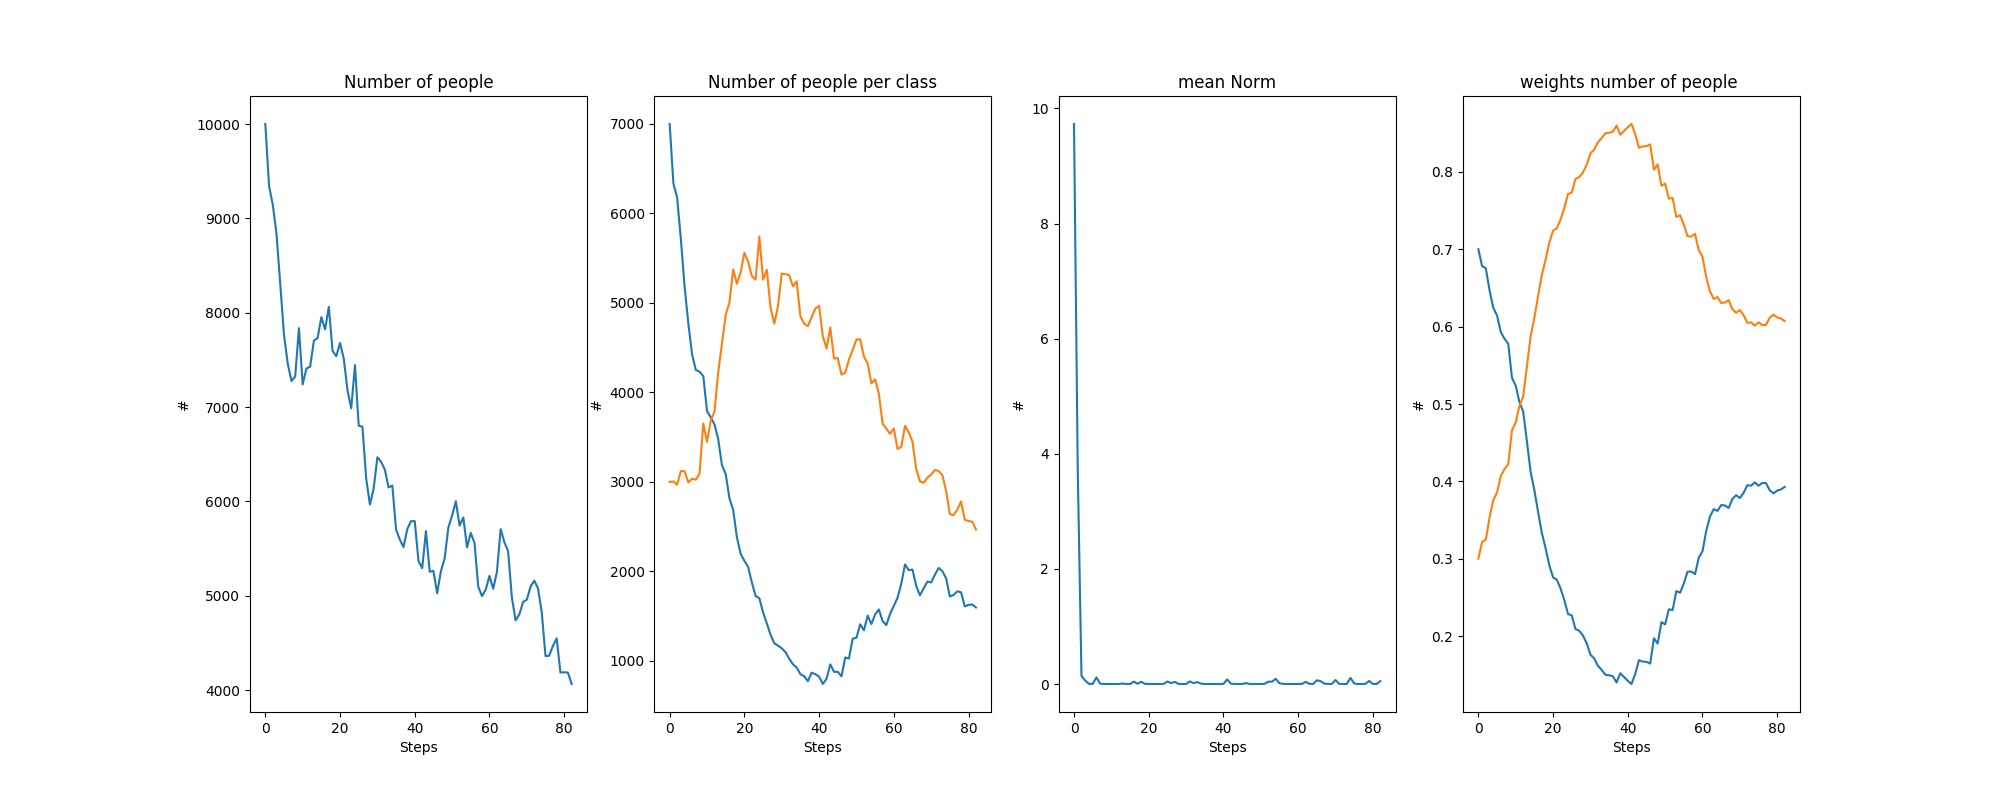 Number of people
10000
9000
8000
7000
6000
5000
4000
#
0 20 40 60 80
Steps
Number of people per class
7000
6000
5000
4000
3000
2000
1000
#
0 20 40 60 80
Steps
mean Norm
10
8
6
4
2
0
#
0 20 40 60 80
Steps
weights number of people
0.8
0.7
0.6
0.5
0.4
0.3
0.2
#
0 20 40 60 80
Steps